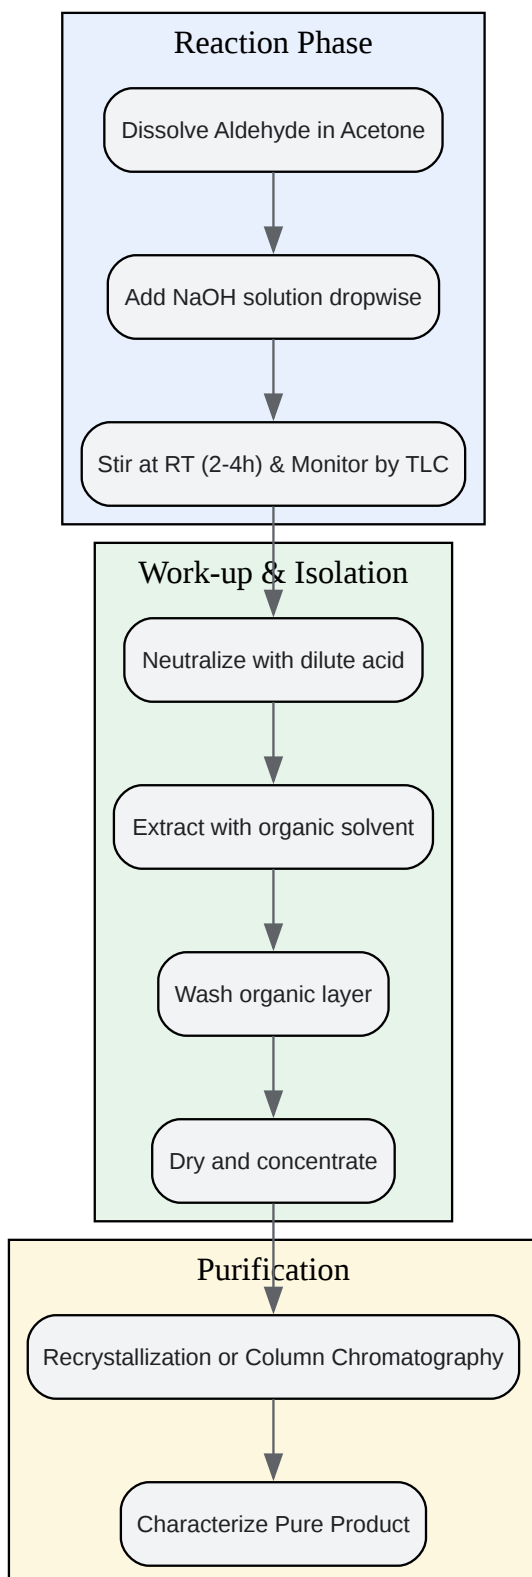 Reaction Phase
Dissolve Aldehyde in Acetone
Add NaOH solution dropwise
Stir at RT (2-4h) & Monitor by TLC
Work-up & Isolation
Neutralize with dilute acid
Extract with organic solvent
Wash organic layer
Dry and concentrate
Purification
Recrystallization or Column Chromatography
Characterize Pure Product